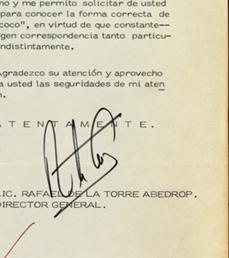 no y me permito solicitar de usted
para conocer la forma correcta de
coco", en virtud de que constante--
gen correspondencia tanto particu-
ndistintamente.
Agradezco su atención y aprovecho
a usted las seguridades de mi aten
n.
A T E N T A M E N T E .
LIC. RAFAEL DE LA TORRE ABEDROP.
DIRECTOR GENERAL.